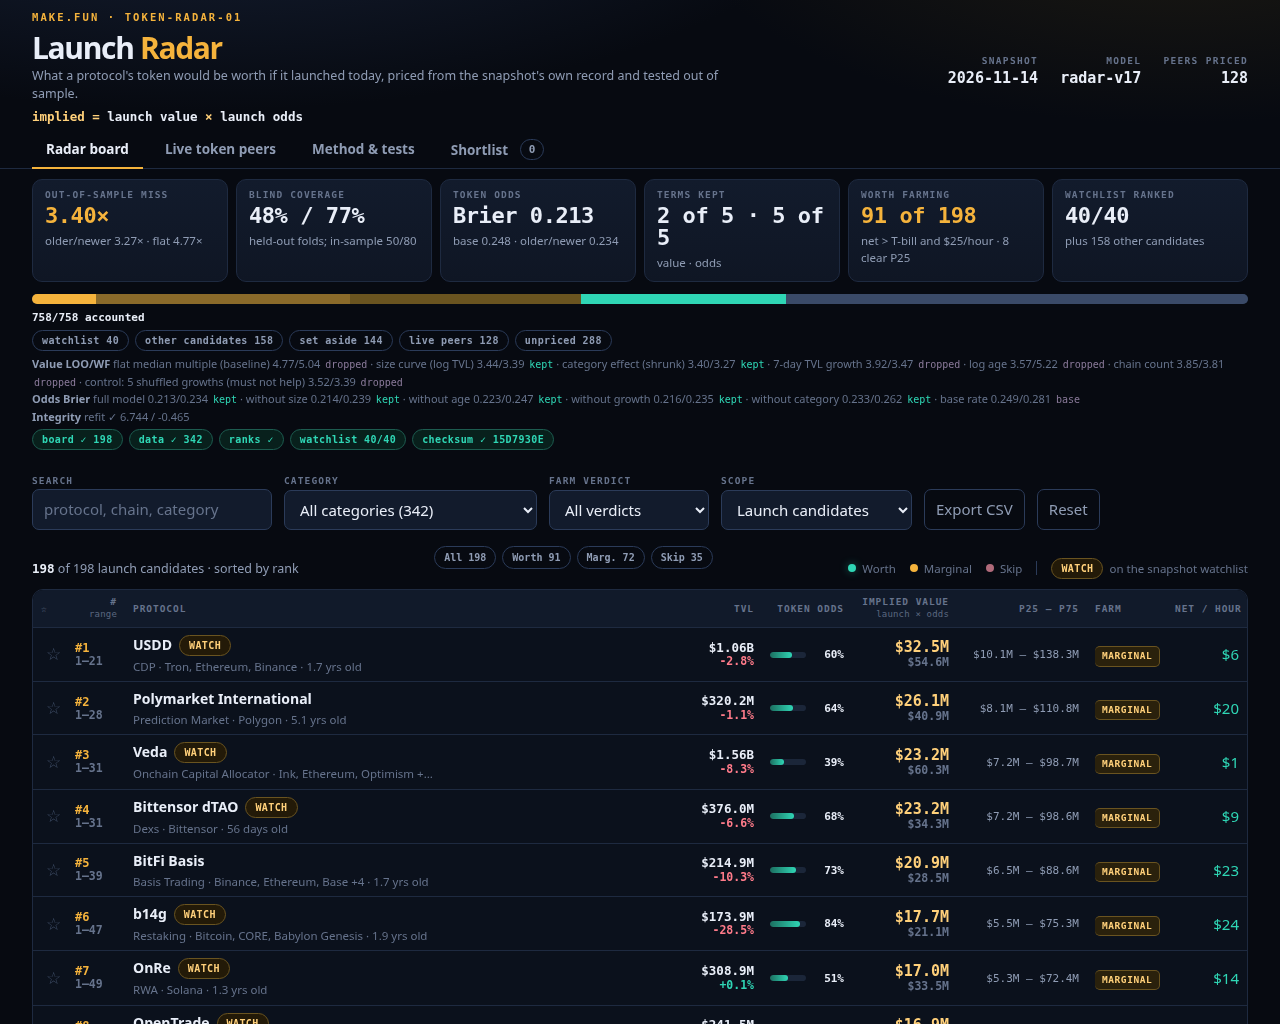 MAKE.FUN · TOKEN-RADAR-01
Launch Radar
What a protocol's token would be worth if it launched today, priced from the snapshot's own record and tested out of
sample.
implied = launch value × launch odds
SNAPSHOT
2026-11-14
MODEL
radar-v17
PEERS PRICED
128
Radar board
Live token peers
Method & tests
Shortlist 0
OUT-OF-SAMPLE MISS
3.40×
older/newer 3.27× · flat 4.77×
BLIND COVERAGE
48% / 77%
held-out folds; in-sample 50/80
TOKEN ODDS
Brier 0.213
base 0.248 · older/newer 0.234
TERMS KEPT
2 of 5 · 5 of
5
value · odds
WORTH FARMING
91 of 198
net > T-bill and $25/hour · 8
clear P25
WATCHLIST RANKED
40/40
plus 158 other candidates
758/758 accounted
watchlist 40
other candidates 158
set aside 144
live peers 128
unpriced 288
Value LOO/WF flat median multiple (baseline) 4.77/5.04 dropped · size curve (log TVL) 3.44/3.39 kept · category effect (shrunk) 3.40/3.27 kept · 7-day TVL growth 3.92/3.47 dropped · log age 3.57/5.22 dropped · chain count 3.85/3.81
dropped · control: 5 shuffled growths (must not help) 3.52/3.39 dropped
Odds Brier full model 0.213/0.234 kept · without size 0.214/0.239 kept · without age 0.223/0.247 kept · without growth 0.216/0.235 kept · without category 0.233/0.262 kept · base rate 0.249/0.281 base
Integrity refit ✓ 6.744 / -0.465
board ✓ 198
data ✓ 342
ranks ✓
watchlist 40/40
checksum ✓ 15D7930E
SEARCH
protocol, chain, category
CATEGORY
All categories (342)
FARM VERDICT
All verdicts
SCOPE
Launch candidates
Export CSV
Reset
198 of 198 launch candidates · sorted by rank
All 198
Worth 91
Marg. 72
Skip 35
Worth
Marginal
Skip
WATCH on the snapshot watchlist
☆
#
range
PROTOCOL
TVL
TOKEN ODDS
IMPLIED VALUE
launch × odds
P25 — P75
FARM
NET / HOUR
☆ #1
1–21
USDD WATCH
CDP · Tron, Ethereum, Binance · 1.7 yrs old
$1.06B
-2.8%
60%
$32.5M
$54.6M
$10.1M — $138.3M
MARGINAL
$6
☆ #2
1–28
Polymarket International
Prediction Market · Polygon · 5.1 yrs old
$320.2M
-1.1%
64%
$26.1M
$40.9M
$8.1M — $110.8M
MARGINAL
$20
☆ #3
1–31
Veda WATCH
Onchain Capital Allocator · Ink, Ethereum, Optimism +...
$1.56B
-8.3%
39%
$23.2M
$60.3M
$7.2M — $98.7M
MARGINAL
$1
☆ #4
1–31
Bittensor dTAO WATCH
Dexs · Bittensor · 56 days old
$376.0M
-6.6%
68%
$23.2M
$34.3M
$7.2M — $98.6M
MARGINAL
$9
☆ #5
1–39
BitFi Basis
Basis Trading · Binance, Ethereum, Base +4 · 1.7 yrs old
$214.9M
-10.3%
73%
$20.9M
$28.5M
$6.5M — $88.6M
MARGINAL
$23
☆ #6
1–47
b14g WATCH
Restaking · Bitcoin, CORE, Babylon Genesis · 1.9 yrs old
$173.9M
-28.5%
84%
$17.7M
$21.1M
$5.5M — $75.3M
MARGINAL
$24
☆ #7
1–49
OnRe WATCH
RWA · Solana · 1.3 yrs old
$308.9M
+0.1%
51%
$17.0M
$33.5M
$5.3M — $72.4M
MARGINAL
$14
#8
OpenTrade WATCH
$241.5M
$16.9M